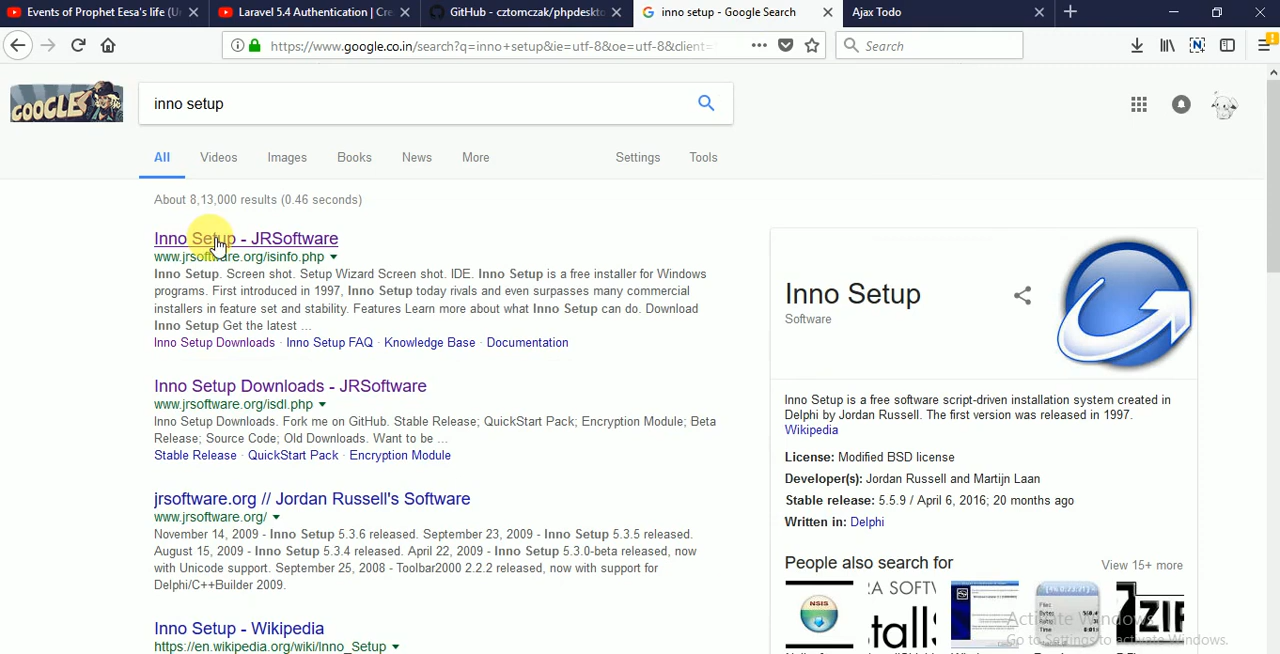 Events of Prophet Eesa's life (Ur
Laravel 5.4 Authentication | Cre
GitHub - cztomczak/phpdeskto
inno setup - Google Search
Ajax Todo
https://www.google.co.in/search?q=inno+setup&ie=utf-8&oe=utf-8&client=
Search
GOOGLE
inno setup
All
Videos
Images
Books
News
More
Settings
Tools
About 8,13,000 results (0.46 seconds)
Inno Setup - JRSoftware
www.jrsoftware.org/isinfo.php
Inno Setup. Screen shot. Setup Wizard Screen shot. IDE. Inno Setup is a free installer for Windows
programs. First introduced in 1997, Inno Setup today rivals and even surpasses many commercial
installers in feature set and stability. Features Learn more about what Inno Setup can do. Download
Inno Setup Get the latest ...
Inno Setup Downloads · Inno Setup FAQ · Knowledge Base · Documentation
Inno Setup Downloads - JRSoftware
www.jrsoftware.org/isdl.php
Inno Setup Downloads. Fork me on GitHub. Stable Release; QuickStart Pack; Encryption Module; Beta
Release; Source Code; Old Downloads. Want to be ...
Stable Release · QuickStart Pack · Encryption Module
jrsoftware.org // Jordan Russell's Software
www.jrsoftware.org/
November 14, 2009 - Inno Setup 5.3.6 released. September 23, 2009 - Inno Setup 5.3.5 released.
August 15, 2009 - Inno Setup 5.3.4 released. April 22, 2009 - Inno Setup 5.3.0-beta released, now
with Unicode support. September 25, 2008 - Toolbar2000 2.2.2 released, now with support for
Delphi/C++Builder 2009.
Inno Setup - Wikipedia
https://en.wikipedia.org/wiki/Inno_Setup
Inno Setup
Software
Inno Setup is a free software script-driven installation system created in
Delphi by Jordan Russell. The first version was released in 1997.
Wikipedia
License: Modified BSD license
Developer(s): Jordan Russell and Martijn Laan
Stable release: 5.5.9 / April 6, 2016; 20 months ago
Written in: Delphi
People also search for
View 15+ more
NSIS
RA SOFTW
talls
7ZIP
Activate Windows
Go to Settings to activate Windows.